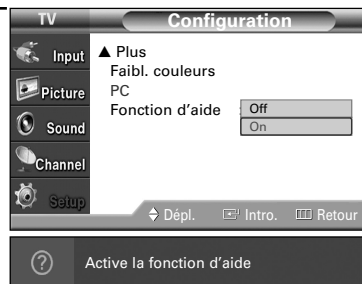 TV
Configuration
Input
Picture
Sound
Channel
Setup
▲ Plus
Faibl. couleurs
PC
Fonction d'aide : Off
On
Dépl. Intro. Retour
Active la fonction d'aide